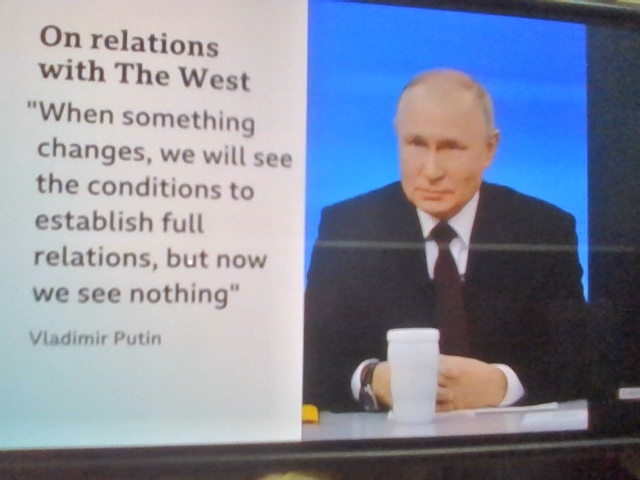 On relations
with The West
"When something
changes, we will see
the conditions to
establish full
relations, but now
we see nothing"
Vladimir Putin